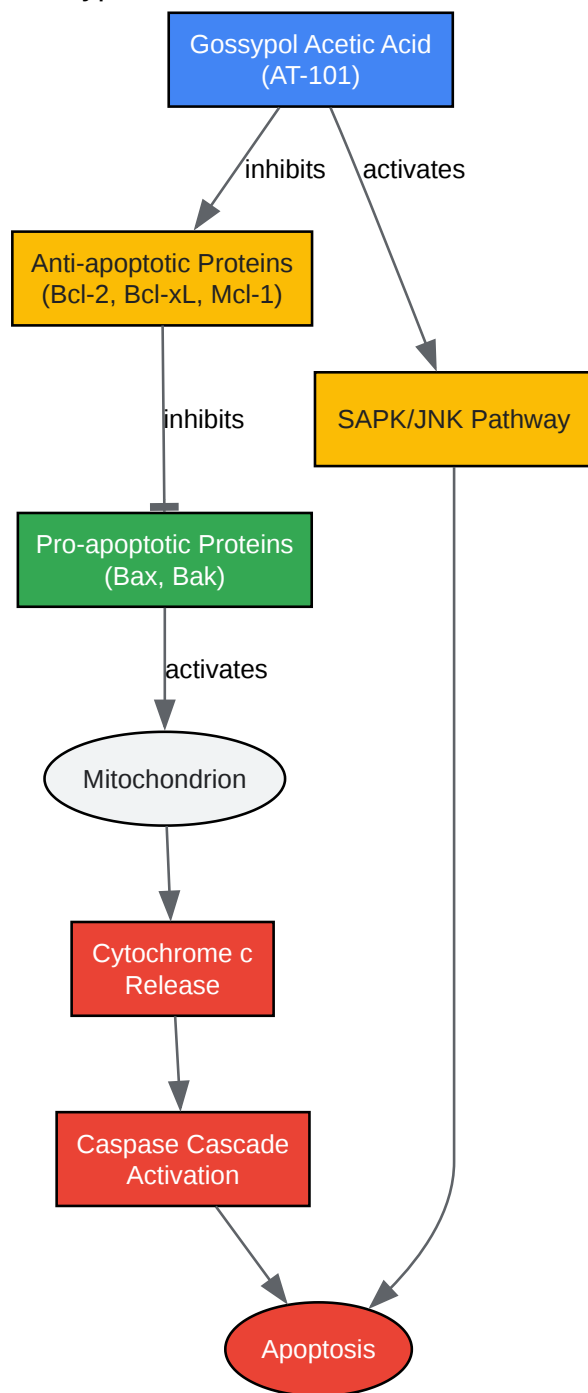 Gossypol Acetic Acid
(AT-101)
inhibits
activates
Anti-apoptotic Proteins
(Bcl-2, Bcl-xL, Mcl-1)
inhibits
SAPK/JNK Pathway
Pro-apoptotic Proteins
(Bax, Bak)
activates
Mitochondrion
Cytochrome c
Release
Caspase Cascade
Activation
Apoptosis